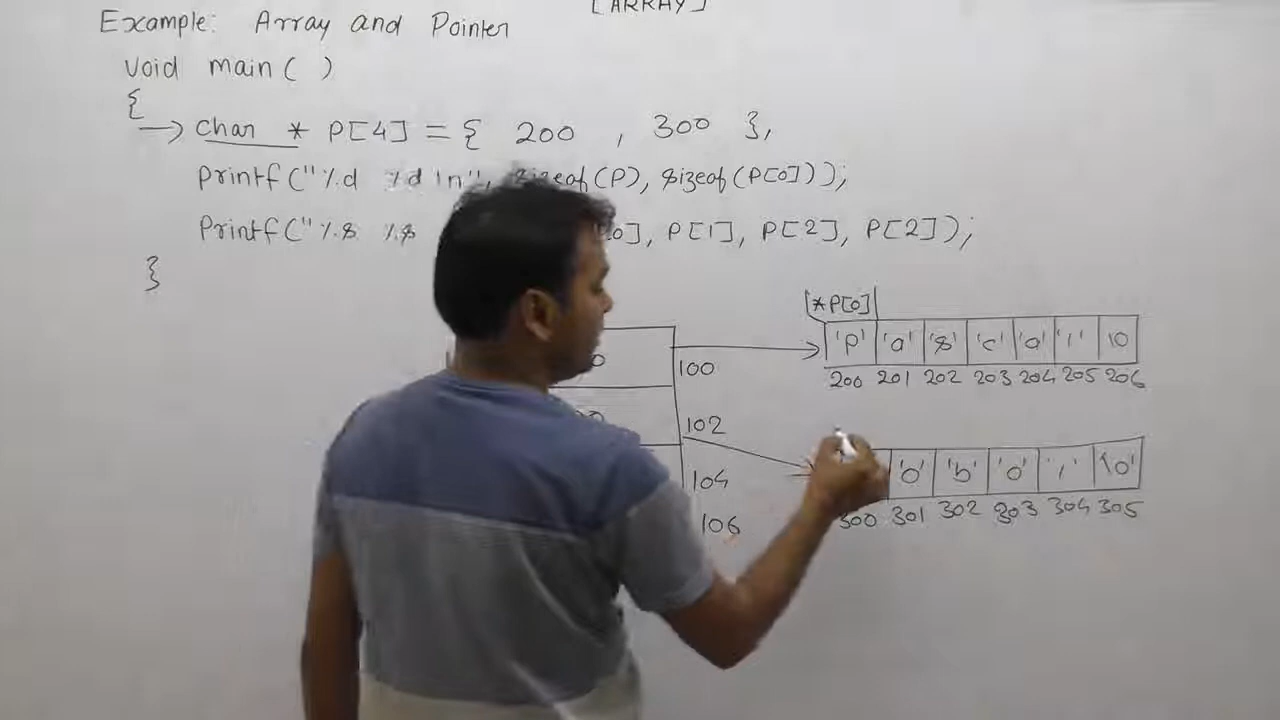 [ARRAY]
Example: Array and Pointer
void main( )
{
→ char * P[4] = { 200 , 300 },
printf("%d %d \n", sizeof(P), sizeof(P[0]));
Printf("%s %s P[1], P[2], P[2]);
}
*P[0]
'P' 'a' 's' 'c' 'a' 'l' \0
100
200 201 202 203 204 205 206
102
'o' 'b' 'o' 'l' '\0'
104
300 301 302 303 304 305
106